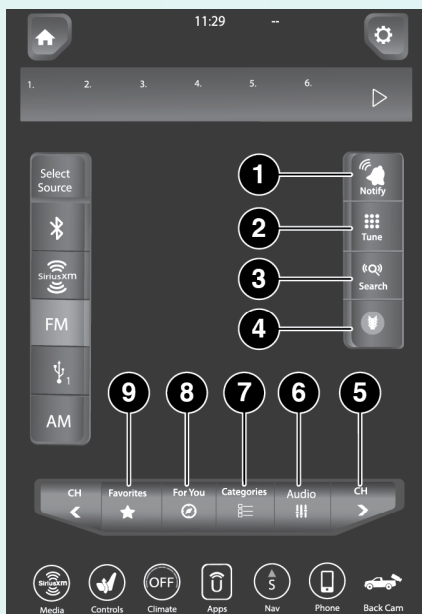 11:29 --
1. 2. 3. 4. 5. 6.
Select
Source
SiriusXM
FM
1
AM
1
Notify
2
Tune
3
Search
4
9 8 7 6 5
CH Favorites For You Categories Audio CH
OFF U S
SiriusXM
Media Controls Climate Apps Nav Phone Back Cam